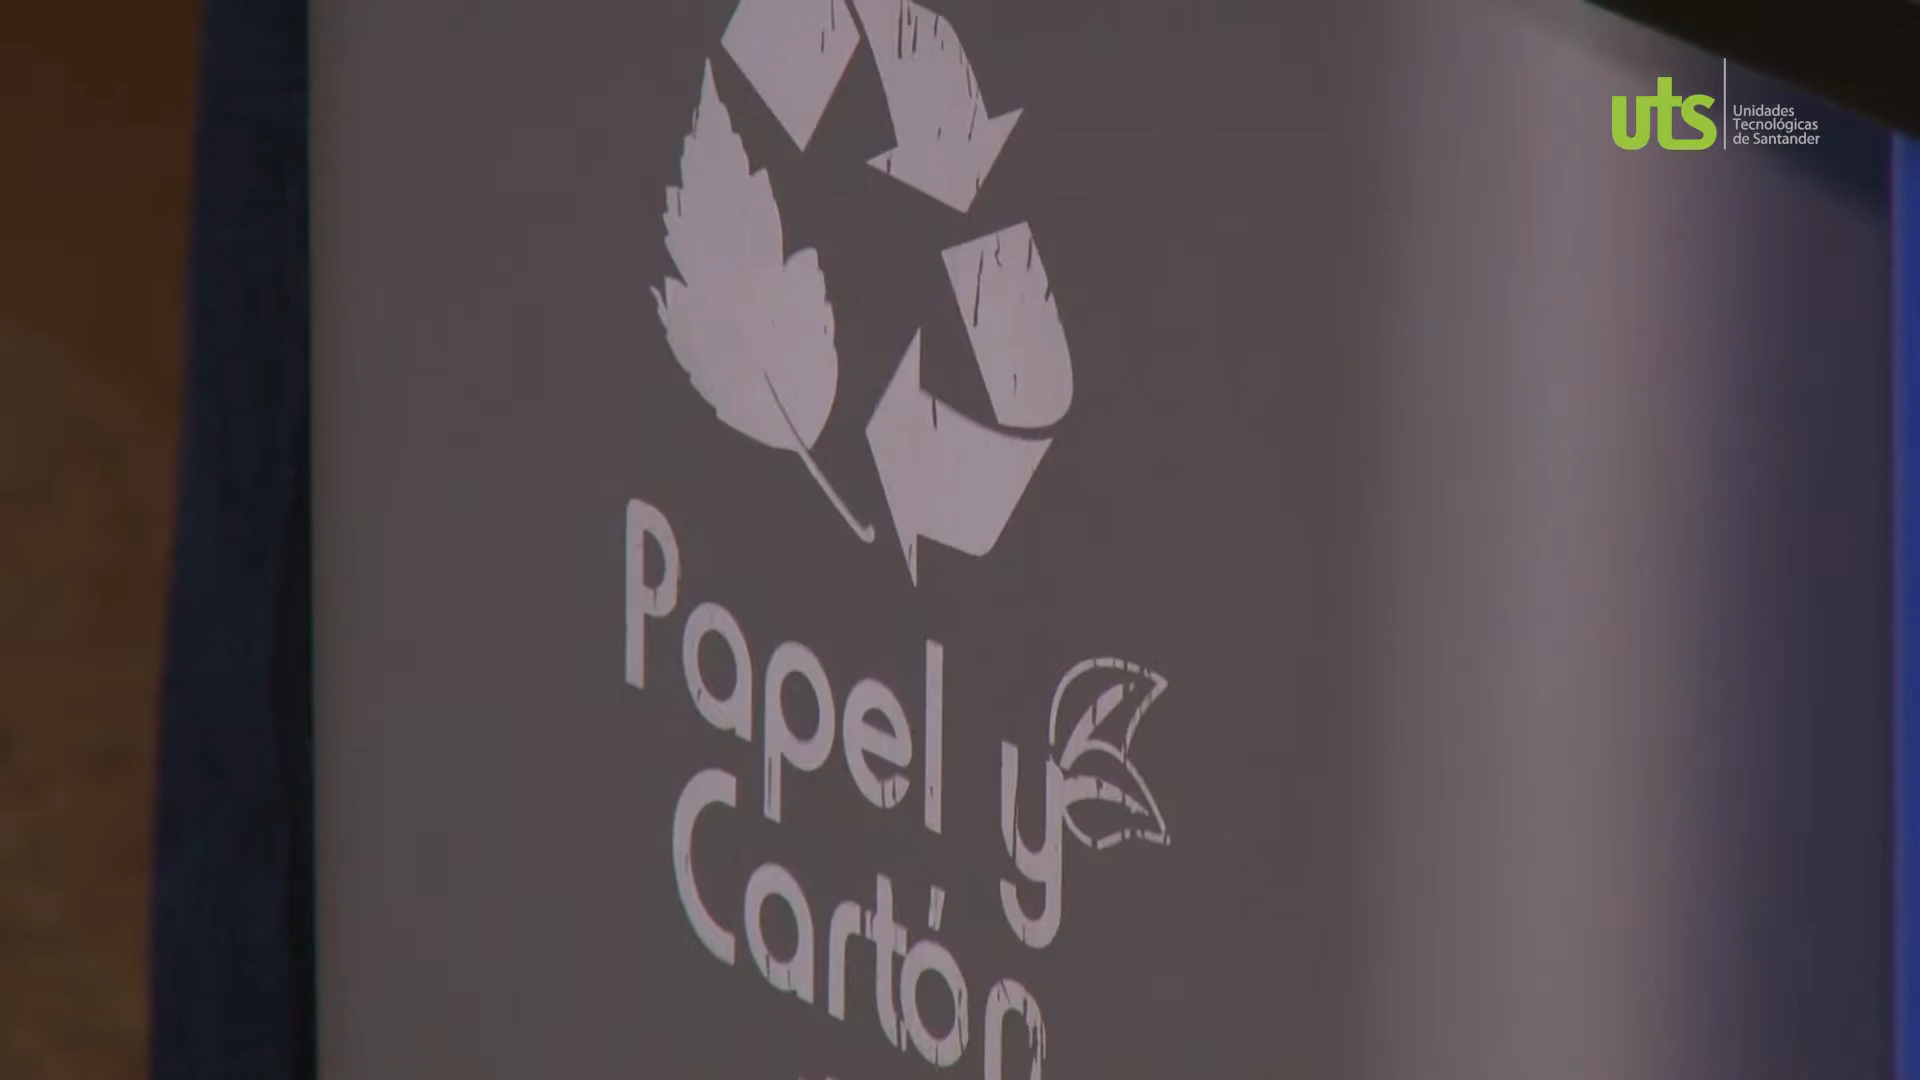 uts
Unidades
Tecnológicas
de Santander
Papel y
Cartón